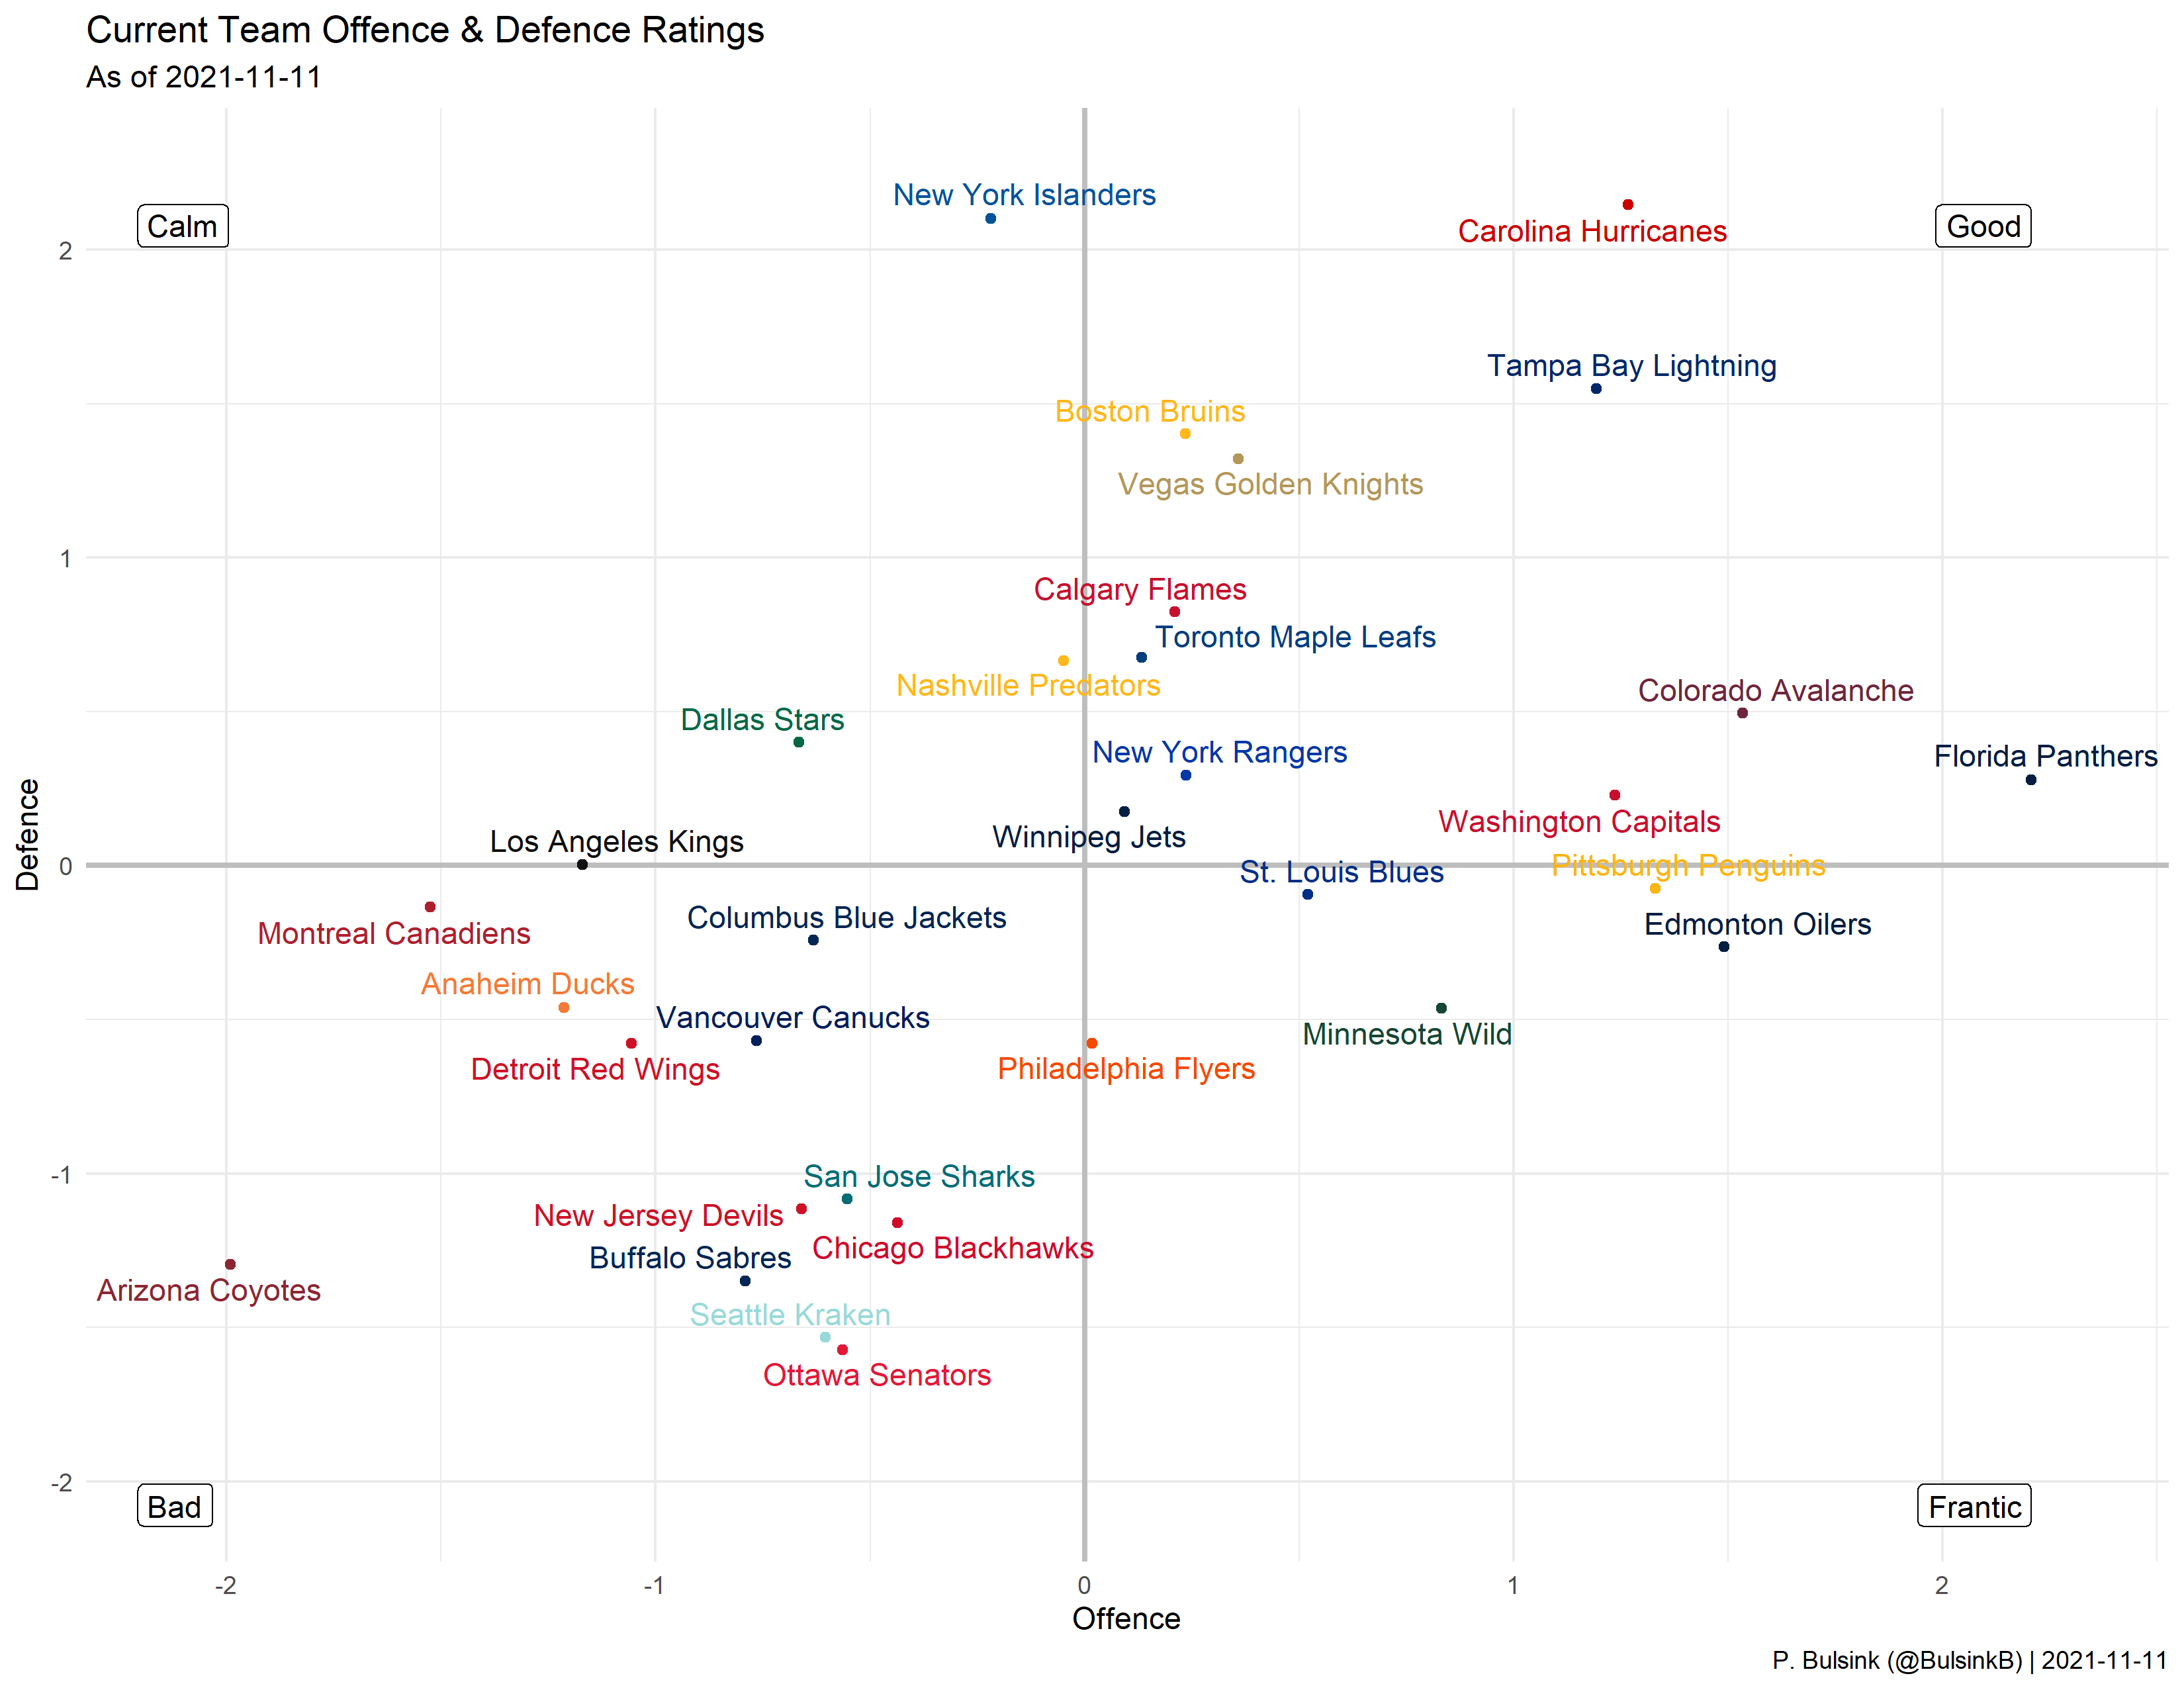 Current Team Offence & Defence Ratings
As of 2021-11-11
New York Islanders
Calm
Good
Carolina Hurricanes
2
Tampa Bay Lightning
Boston Bruins
Vegas Golden Knights
1
Calgary Flames
Toronto Maple Leafs
Nashville Predators
Colorado Avalanche
Dallas Stars
New York Rangers
Florida Panthers
Washington Capitals
Winnipeg Jets
Los Angeles Kings
Defence
0
Pittsburgh Penguins
St. Louis Blues
Columbus Blue Jackets
Edmonton Oilers
Montreal Canadiens
Anaheim Ducks
Vancouver Canucks
Minnesota Wild
Detroit Red Wings
Philadelphia Flyers
-1
San Jose Sharks
New Jersey Devils
Chicago Blackhawks
Buffalo Sabres
Arizona Coyotes
Seattle Kraken
Ottawa Senators
-2
Bad
Frantic
-2
-1
0
1
2
Offence
P. Bulsink (@BulsinkB) | 2021-11-11